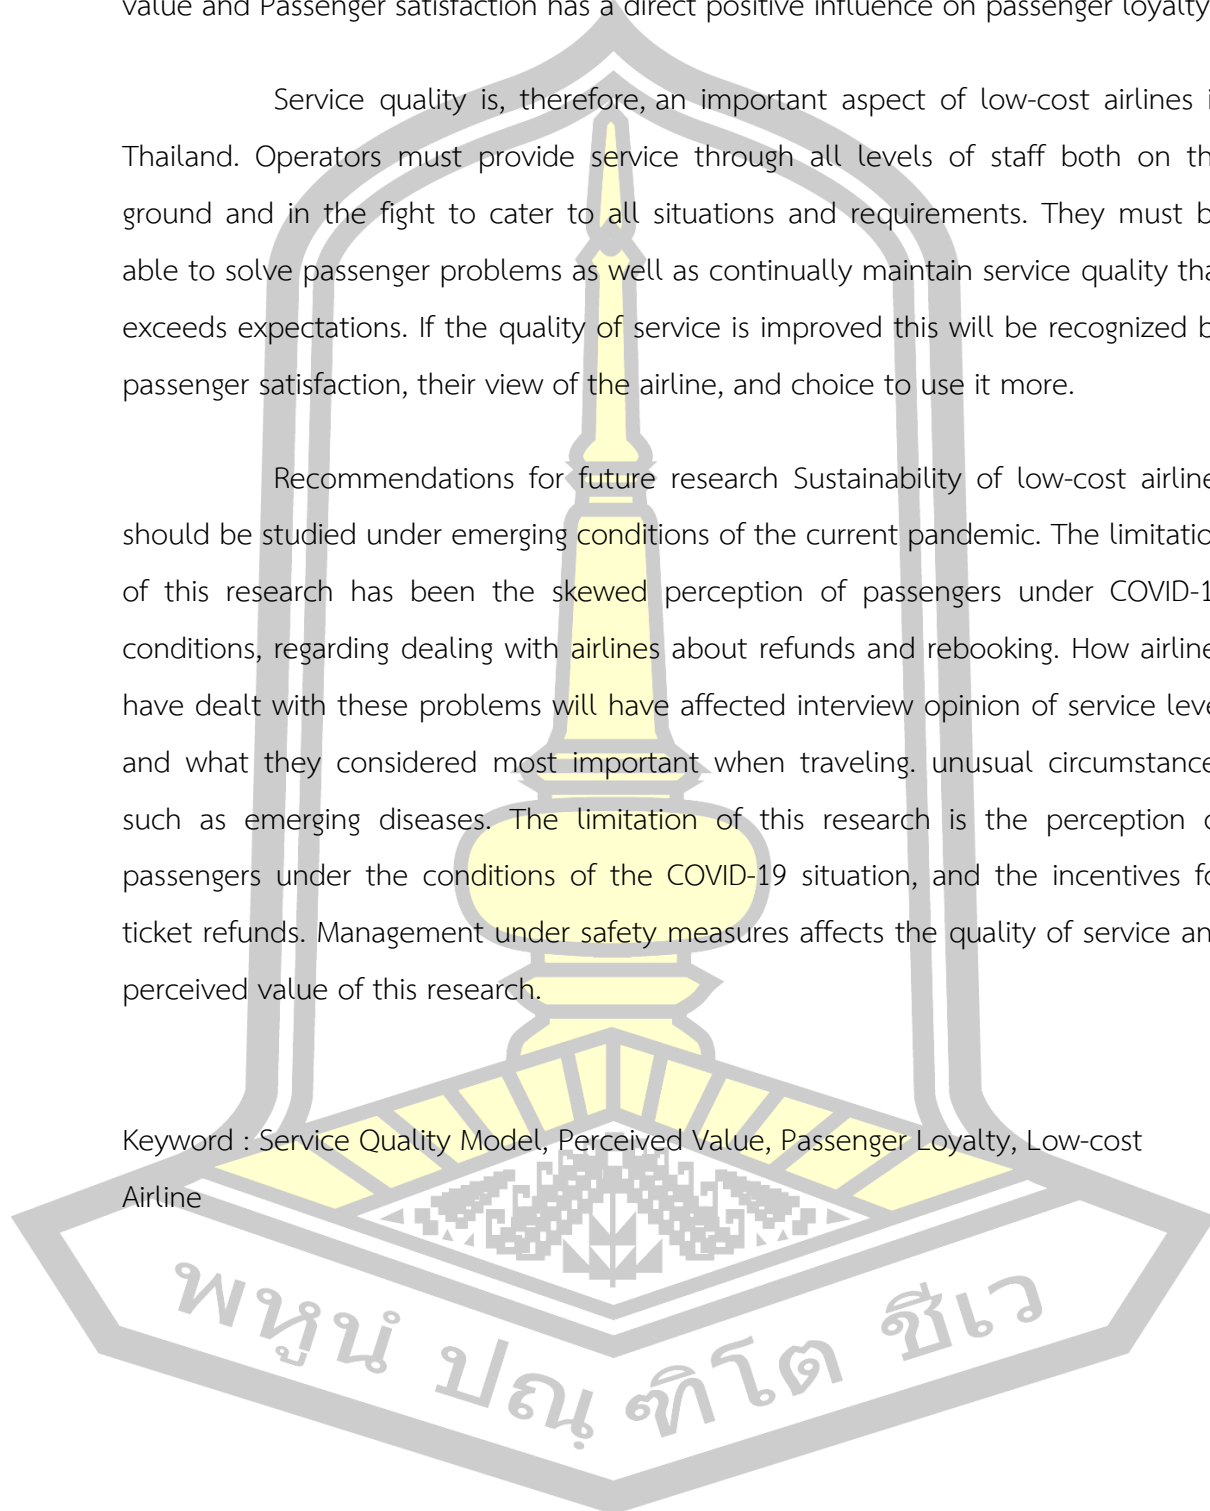 value and Passenger satisfaction has a direct positive influence on passenger loyalty
Service quality is, therefore, an important aspect of low-cost airlines i
Thailand. Operators must provide service through all levels of staff both on th
ground and in the fight to cater to all situations and requirements. They must b
able to solve passenger problems as well as continually maintain service quality tha
exceeds expectations. If the quality of service is improved this will be recognized b
passenger satisfaction, their view of the airline, and choice to use it more.
Recommendations for future research Sustainability of low-cost airline
should be studied under emerging conditions of the current pandemic. The limitatio
of this research has been the skewed perception of passengers under COVID-1
conditions, regarding dealing with airlines about refunds and rebooking. How airline
have dealt with these problems will have affected interview opinion of service leve
and what they considered most important when traveling. unusual circumstance
such as emerging diseases. The limitation of this research is the perception o
passengers under the conditions of the COVID-19 situation, and the incentives fo
ticket refunds. Management under safety measures affects the quality of service an
perceived value of this research.
Keyword : Service Quality Model, Perceived Value, Passenger Loyalty, Low-cost
Airline
พหูนํ ปณฺฑิโต ชีเว